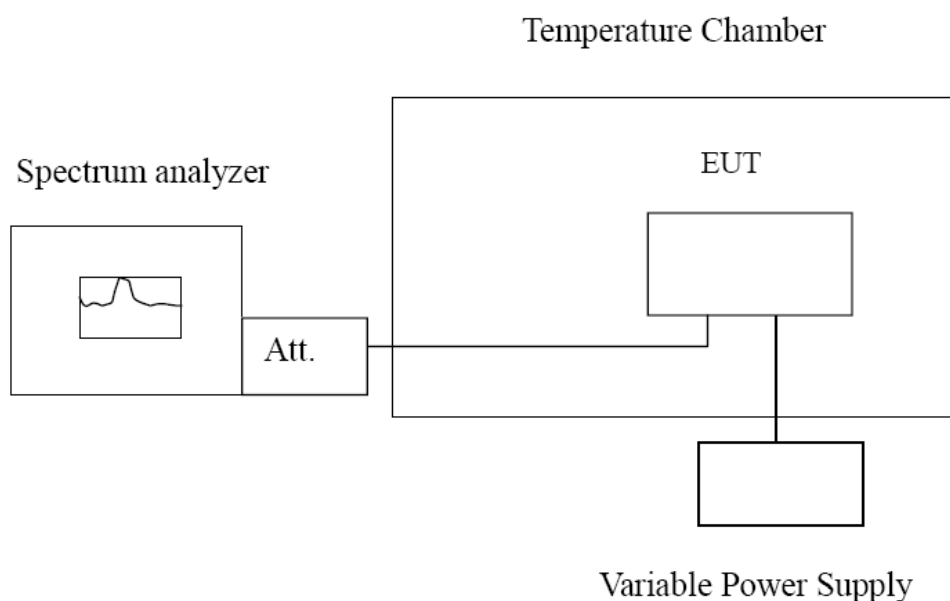 Temperature Chamber
Spectrum analyzer
EUT
Att.
Variable Power Supply